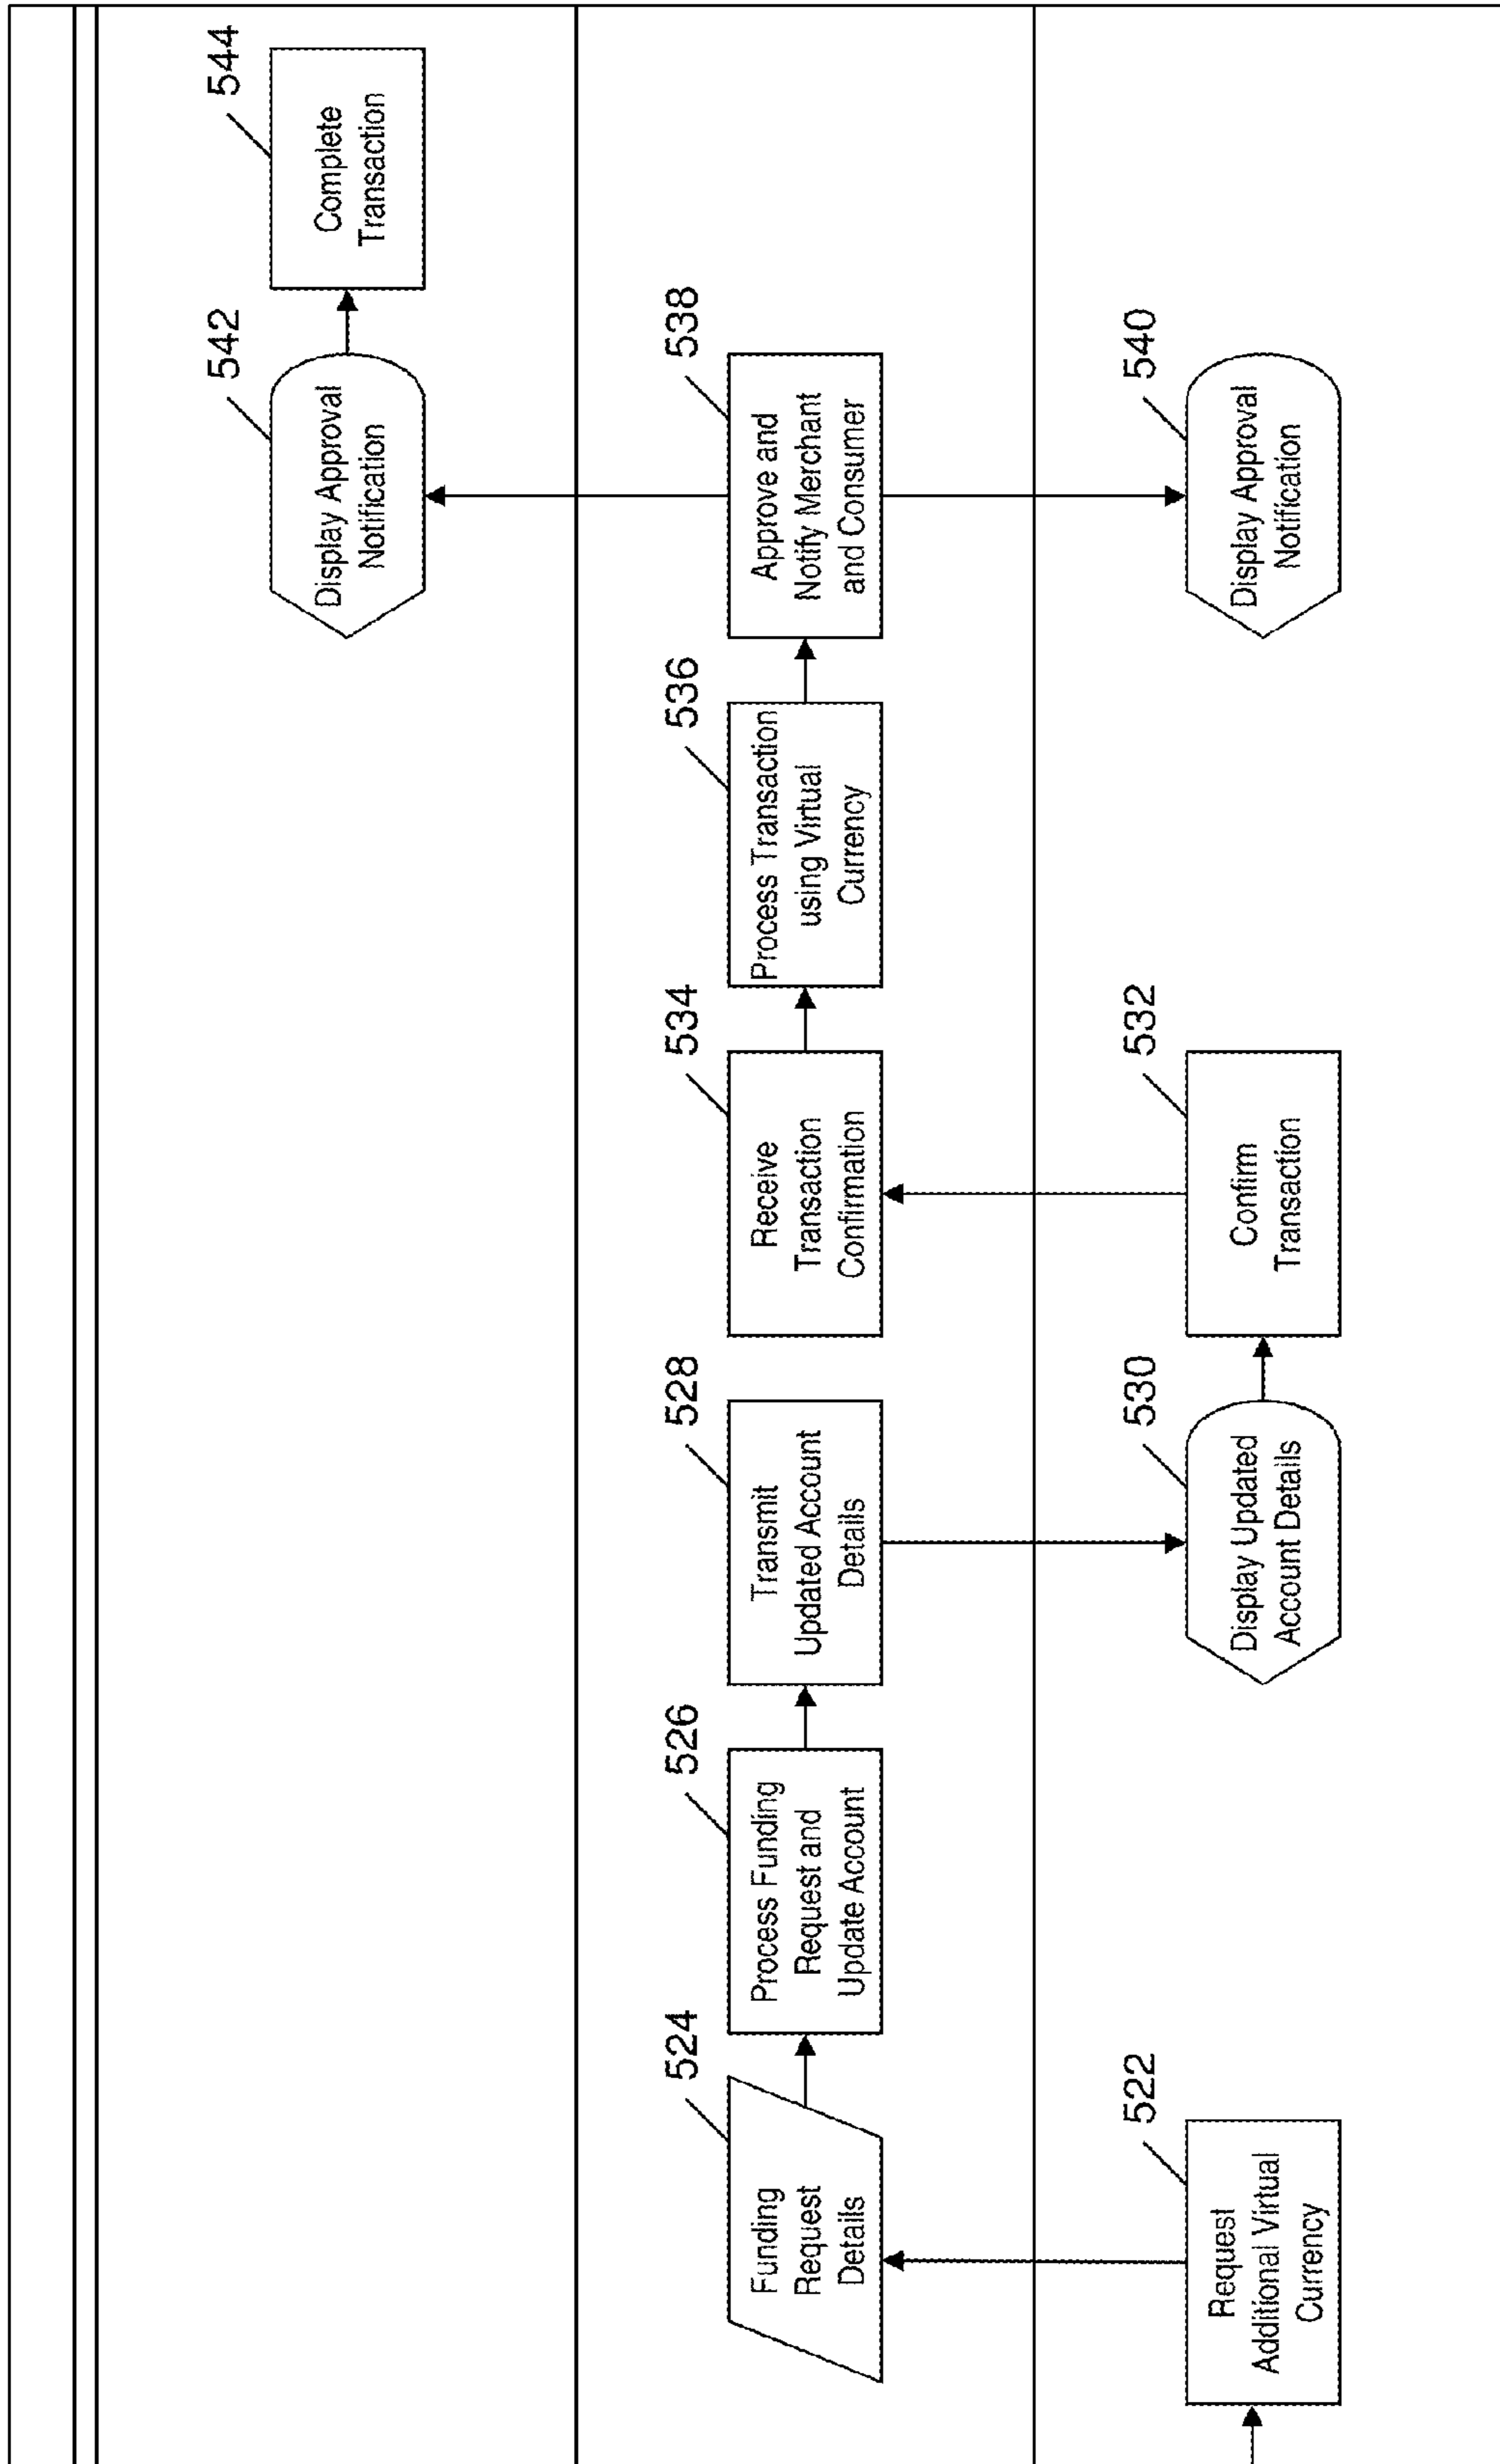 544
Complete
Transaction
542
Display Approval
Notification
538
Approve and
Notify Merchant
and Consumer
540
Display Approval
Notification
536
Process Transaction
using Virtual
Currency
534
Receive
Transaction
Confirmation
532
Confirm
Transaction
528
Transmit
Updated Account
Details
530
Display Updated
Account Details
526
Process Funding
Request and
Update Account
524
Funding
Request
Details
522
Request
Additional Virtual
Currency